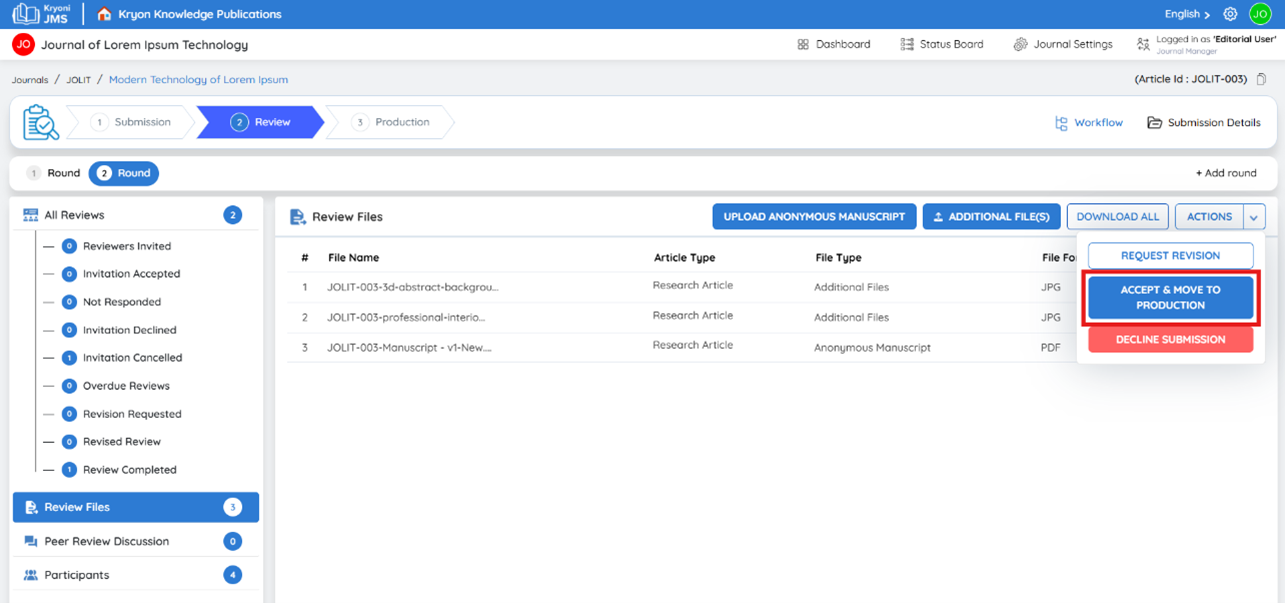 Kryoni
JMS
Kryon Knowledge Publications
English >
JO
JO
Journal of Lorem Ipsum Technology
Dashboard
Status Board
Journal Settings
Logged in as 'Editorial User'
Journal Manager
Journals / JOLIT / Modern Technology of Lorem Ipsum
(Article Id : JOLIT-003)
1 Submission
2 Review
3 Production
Workflow
Submission Details
1 Round
2 Round
+ Add round
All Reviews 2
0 Reviewers Invited
0 Invitation Accepted
0 Not Responded
0 Invitation Declined
1 Invitation Cancelled
0 Overdue Reviews
0 Revision Requested
0 Revised Review
1 Review Completed
Review Files 3
Peer Review Discussion 0
Participants 4
Review Files
UPLOAD ANONYMOUS MANUSCRIPT
ADDITIONAL FILE(S)
DOWNLOAD ALL
ACTIONS
# File Name Article Type File Type File Fo
1 JOLIT-003-3d-abstract-backgrou... Research Article Additional Files JPG
2 JOLIT-003-professional-interio... Research Article Additional Files JPG
3 JOLIT-003-Manuscript - v1-New.... Research Article Anonymous Manuscript PDF
REQUEST REVISION
ACCEPT & MOVE TO
PRODUCTION
DECLINE SUBMISSION